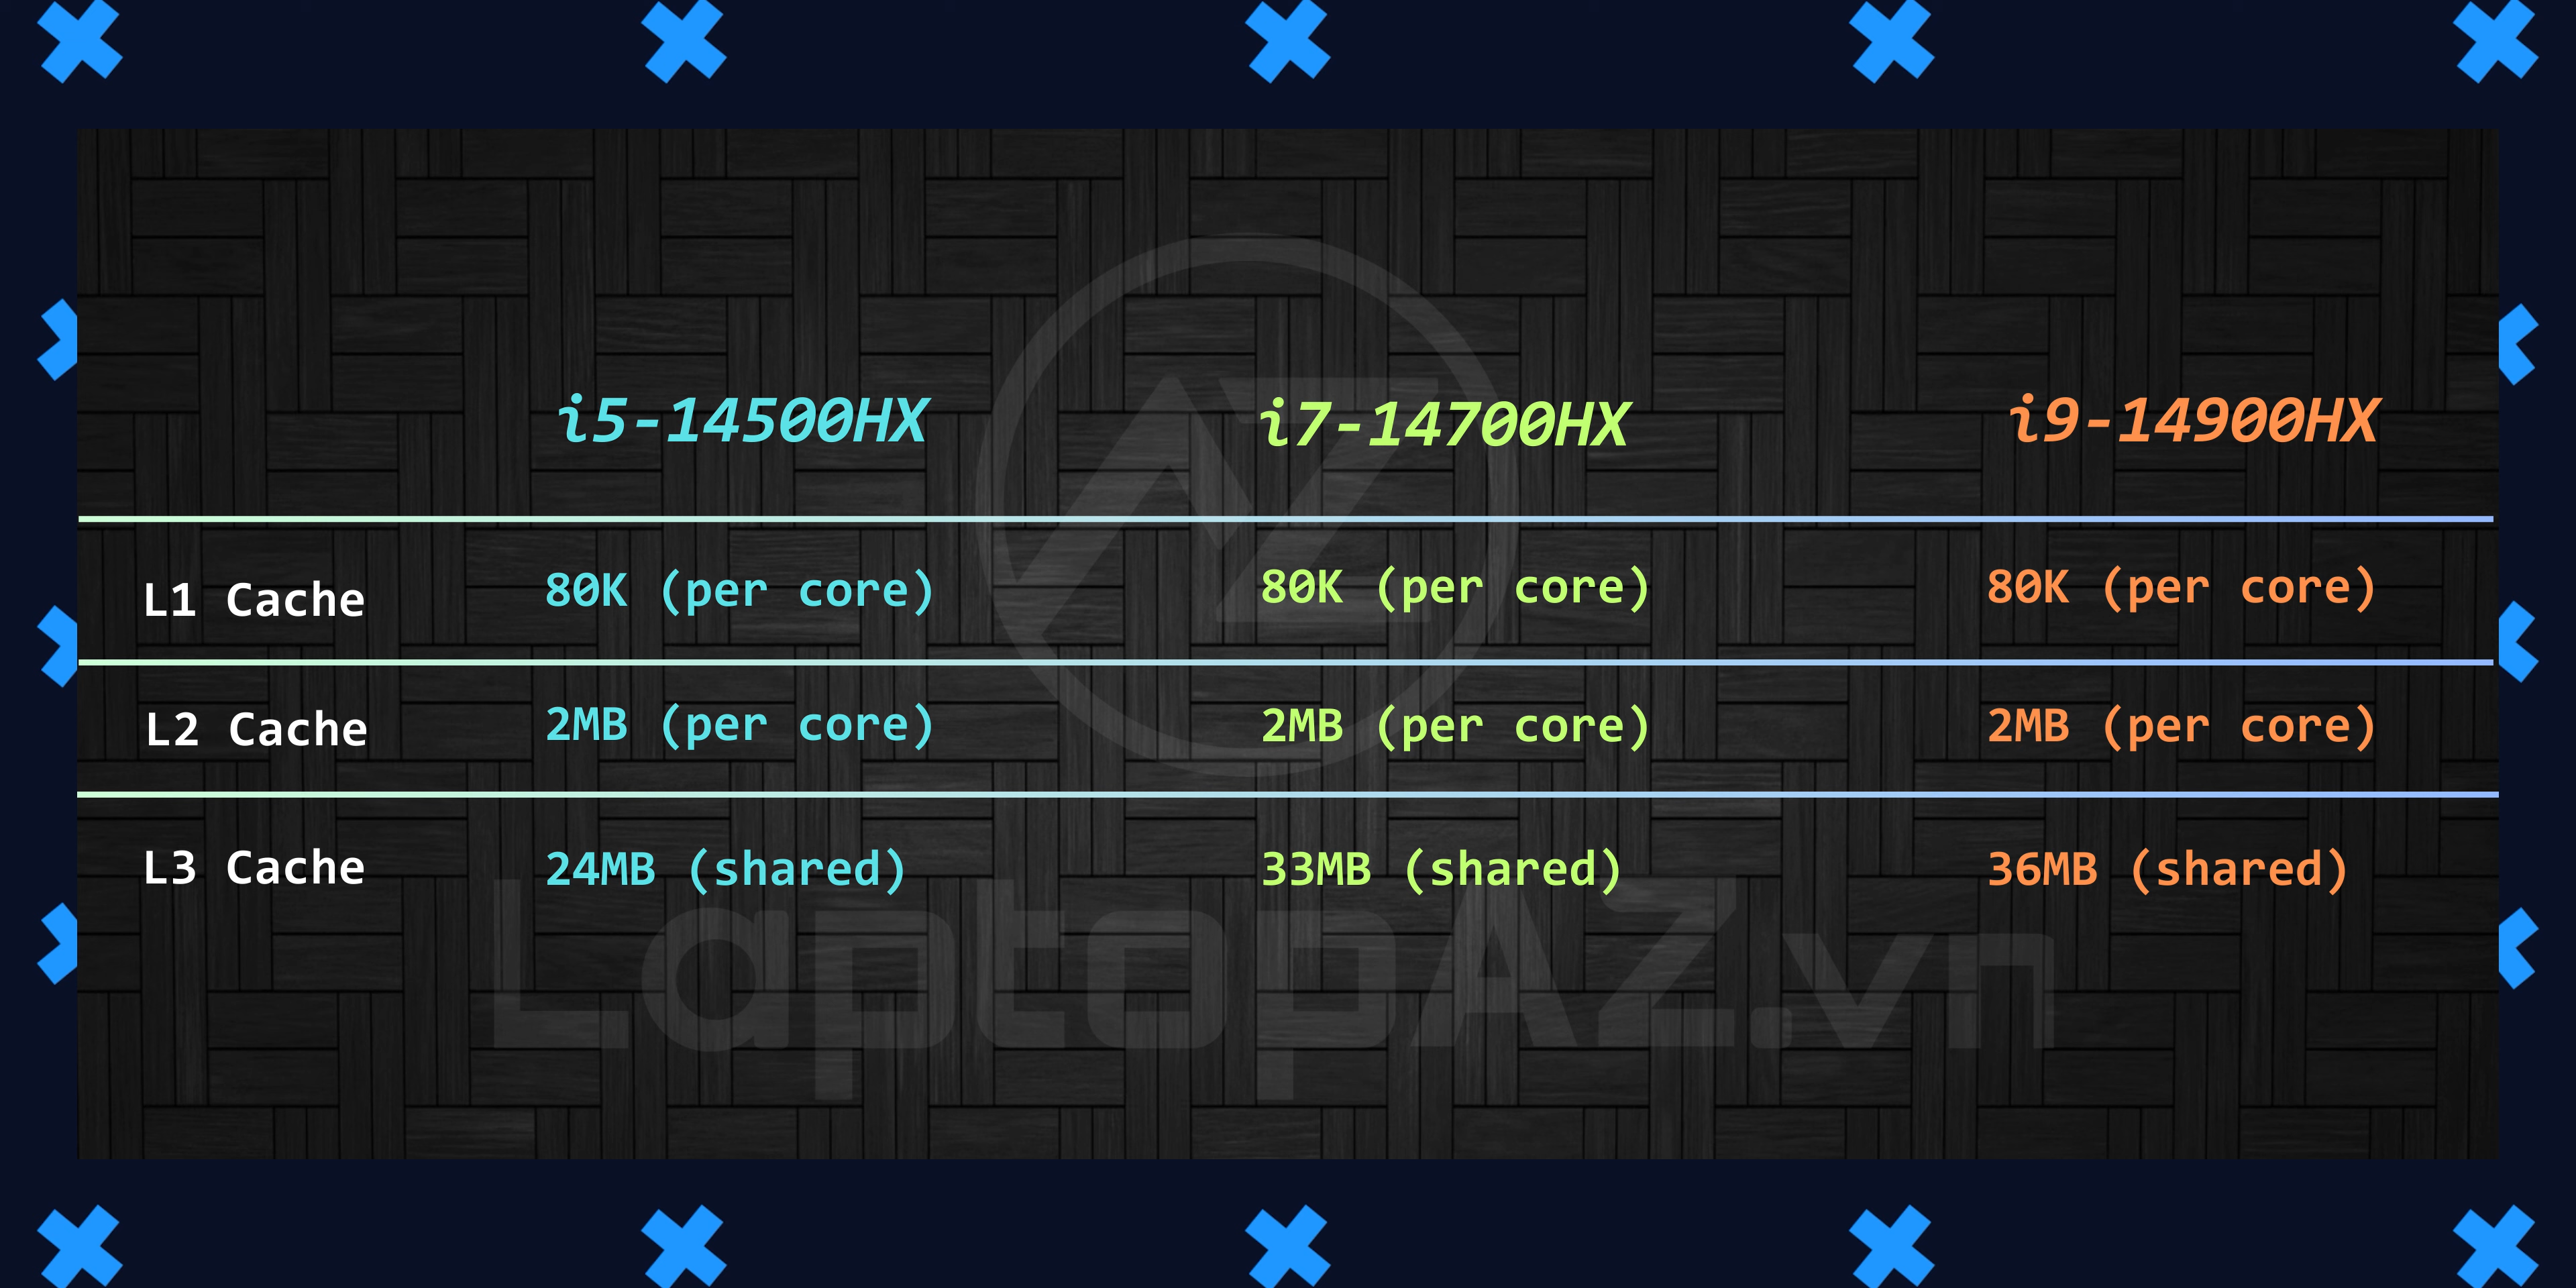 i5-14500HX i7-14700HX i9-14900HX
L1 Cache 80K (per core) 80K (per core) 80K (per core)
L2 Cache 2MB (per core) 2MB (per core) 2MB (per core)
L3 Cache 24MB (shared) 33MB (shared) 36MB (shared)
AZ
LaptopAZ.vn